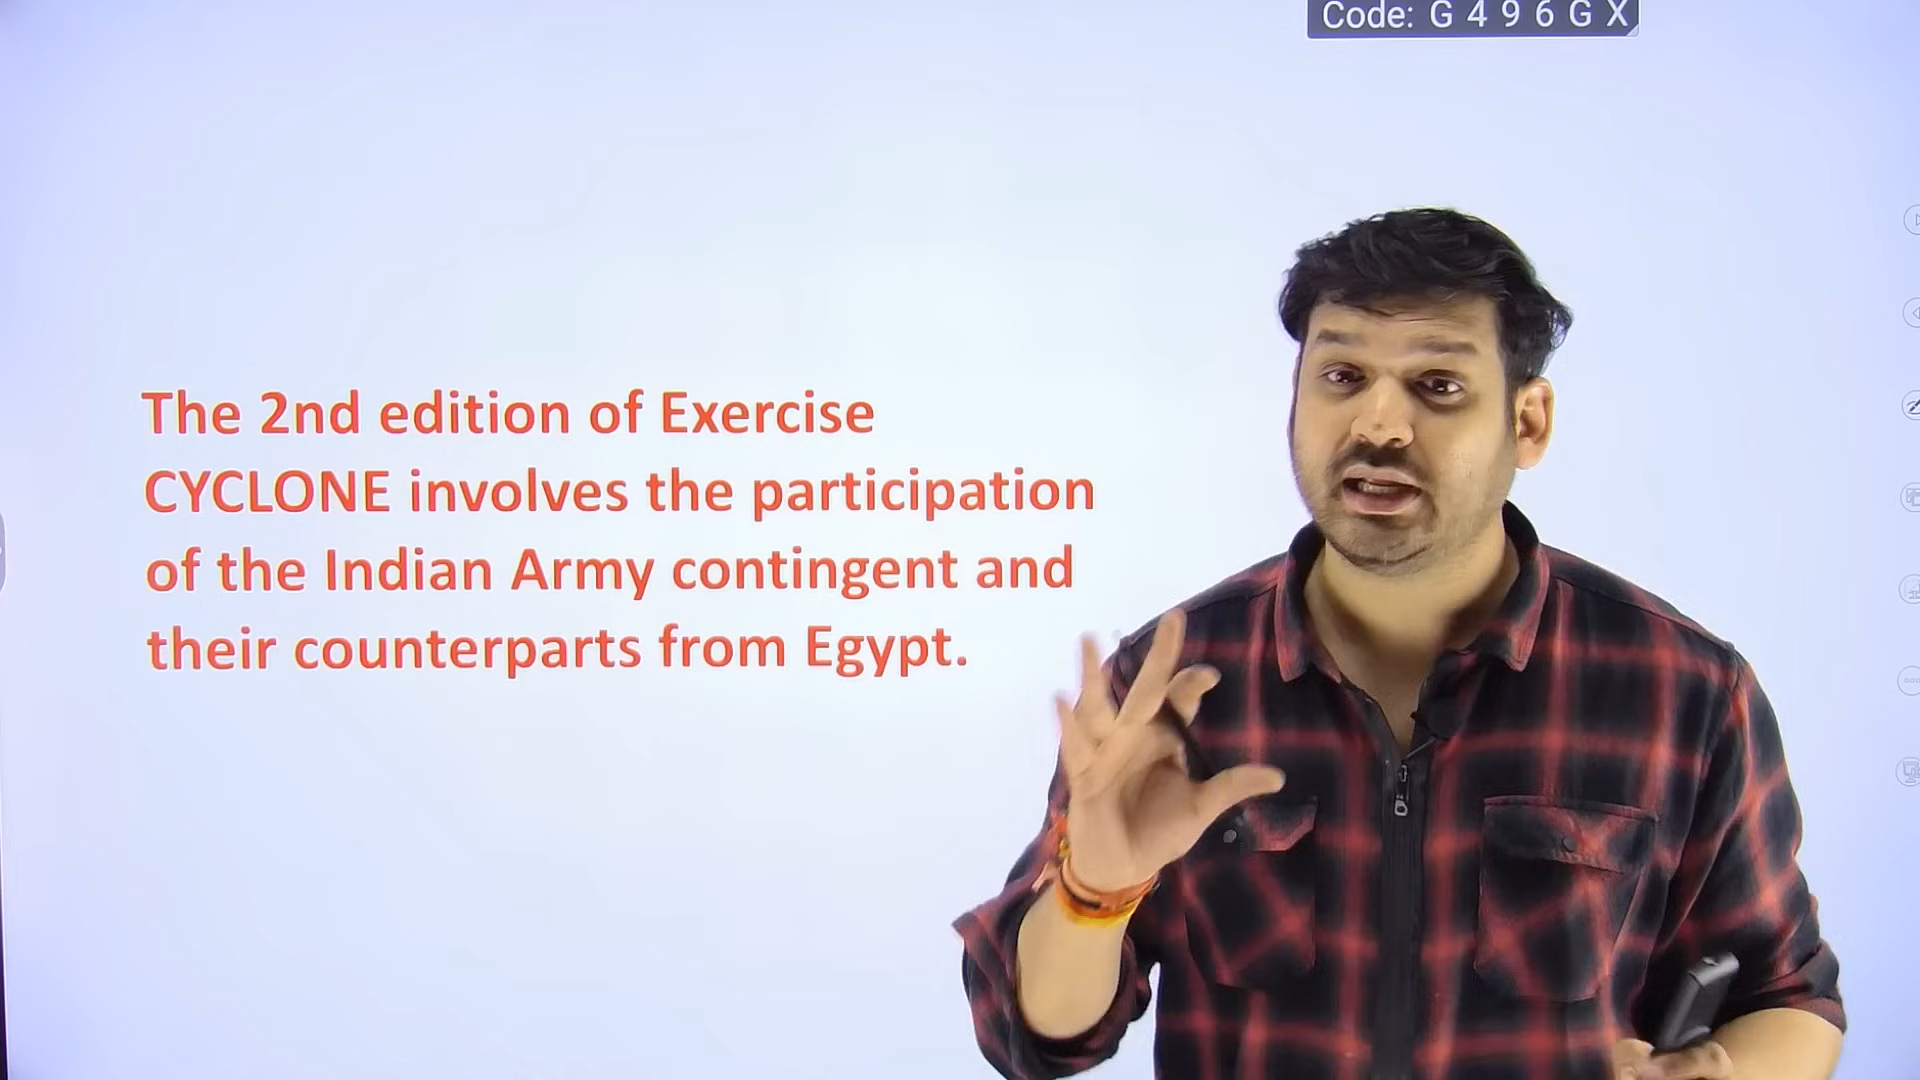 Code: G 4 9 6 G X
The 2nd edition of Exercise
CYCLONE involves the participation
of the Indian Army contingent and
their counterparts from Egypt.